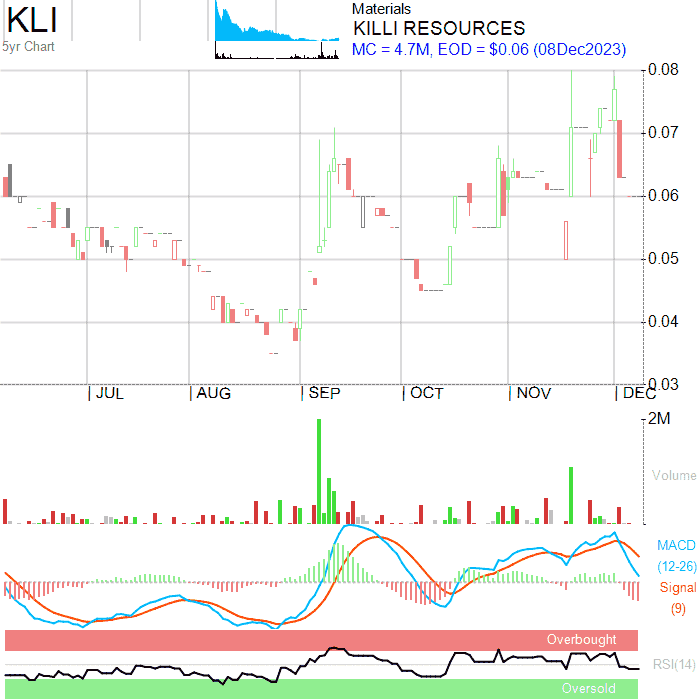 KLI
5yr Chart
Materials
KILLI RESOURCES
MC = 4.7M, EOD = $0.06 (08Dec2023)
0.08
0.07
0.06
0.05
0.04
0.03
JUL AUG SEP OCT NOV DEC
2M
Volume
MACD
(12-26)
Signal
(9)
Overbought
RSI(14)
Oversold